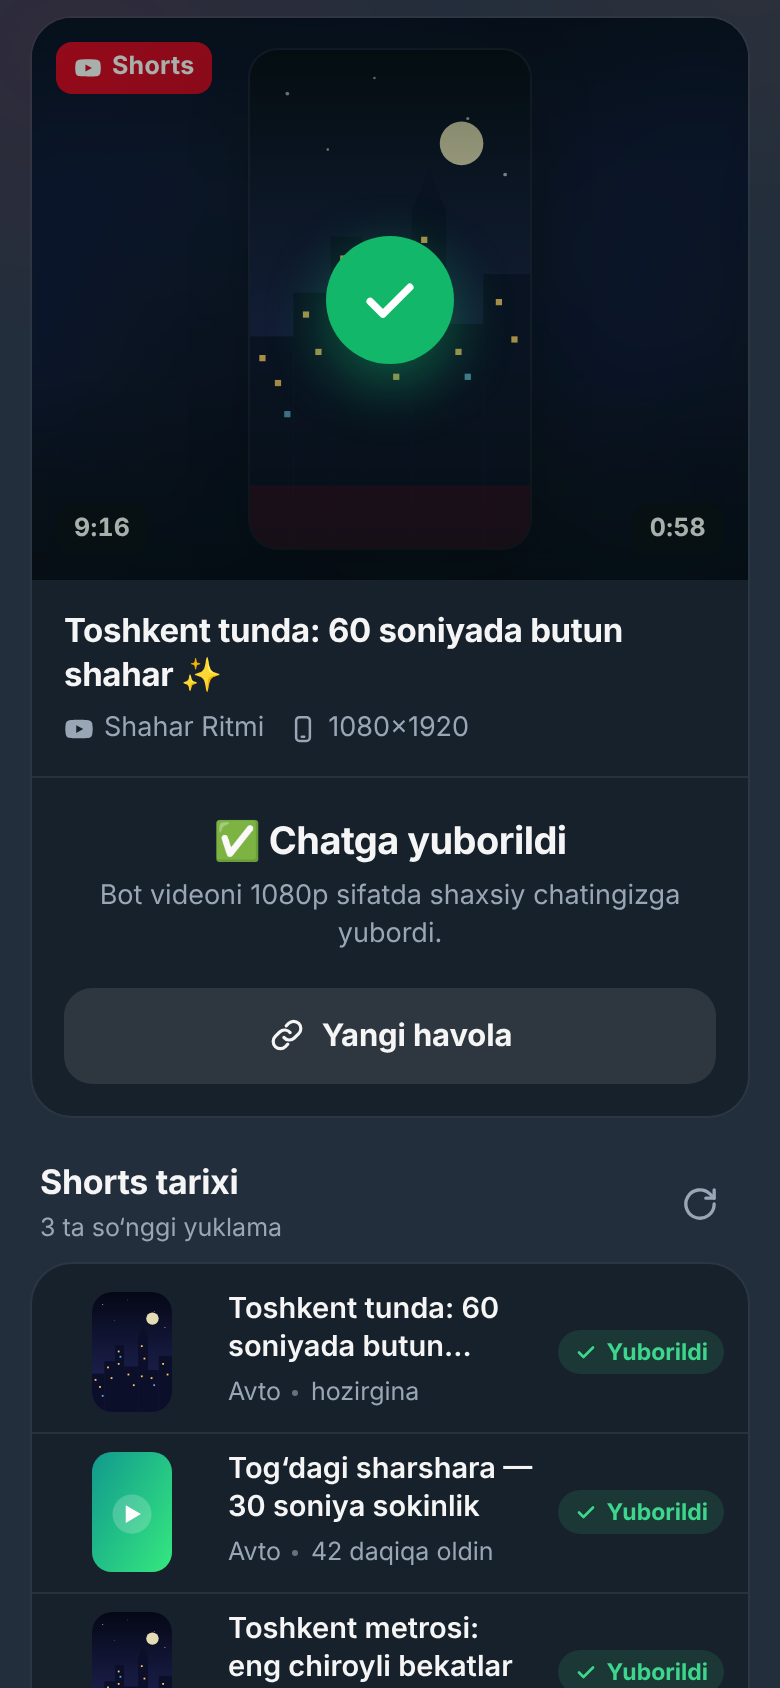 Shorts
9:16
0:58
Toshkent tunda: 60 soniyada butun
shahar ✨
Shahar Ritmi
1080×1920
✅ Chatga yuborildi
Bot videoni 1080p sifatda shaxsiy chatingizga
yubordi.
Yangi havola
Shorts tarixi
3 ta so‘nggi yuklama
Toshkent tunda: 60
soniyada butun...
Avto • hozirgina
Yuborildi
Tog‘dagi sharshara —
30 soniya sokinlik
Avto • 42 daqiqa oldin
Yuborildi
Toshkent metrosi:
eng chiroyli bekatlar
Yuborildi